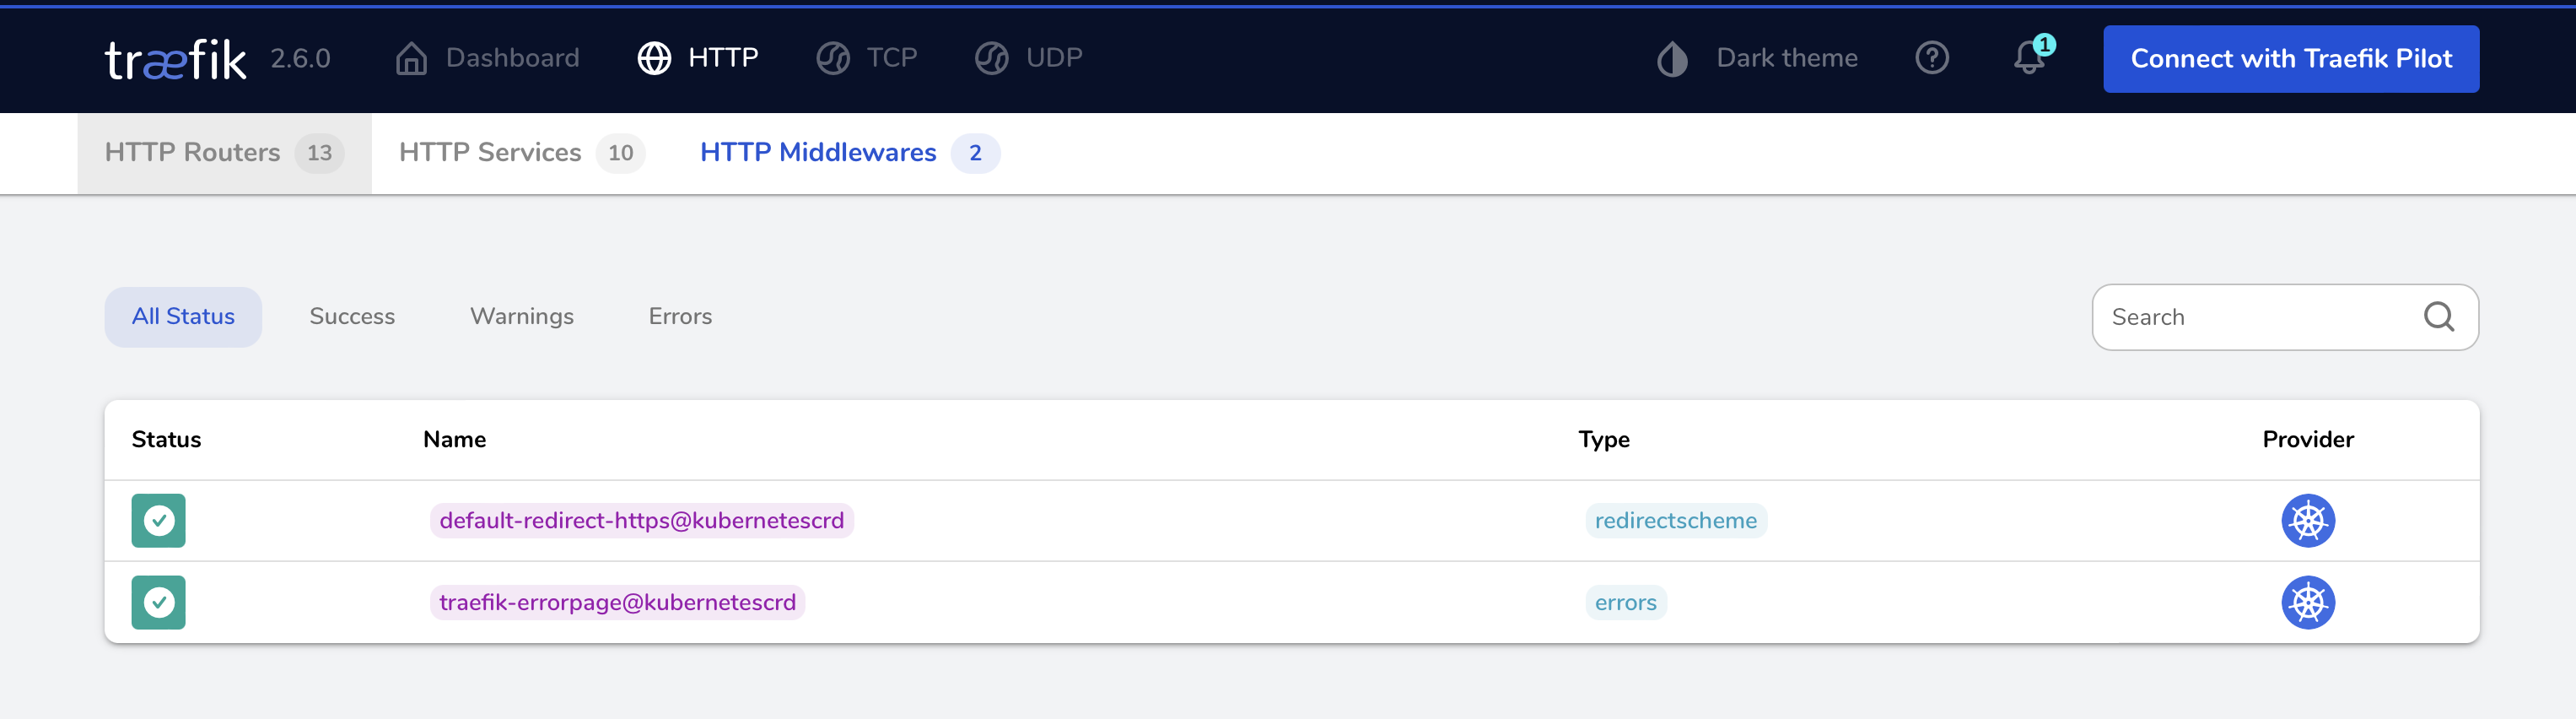 træfik 2.6.0 Dashboard HTTP TCP UDP Dark theme 1 Connect with Traefik Pilot
HTTP Routers 13 HTTP Services 10 HTTP Middlewares 2
All Status Success Warnings Errors Search
Status Name Type Provider
default-redirect-https@kubernetescrd redirectscheme
traefik-errorpage@kubernetescrd errors